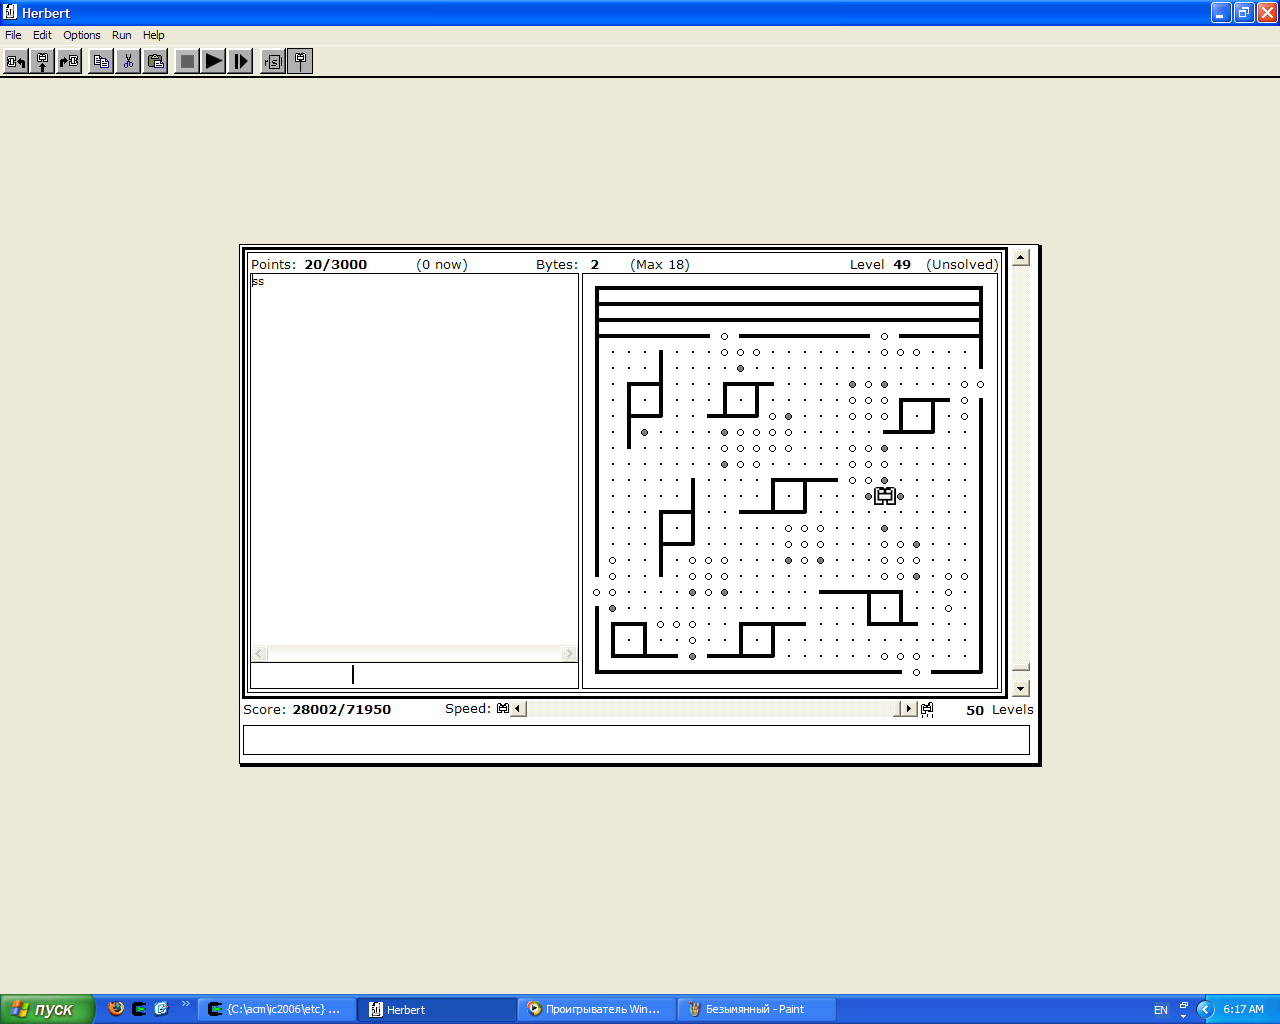 Herbert
File Edit Options Run Help
Points: 20/3000 (0 now) Bytes: 2 (Max 18) Level 49 (Unsolved)
ss
Score: 28002/71950 Speed: 50 Levels
пуск {C:\acm\ic2006\etc} ... Herbert Проигрыватель Win... Безымянный - Paint EN 6:17 AM